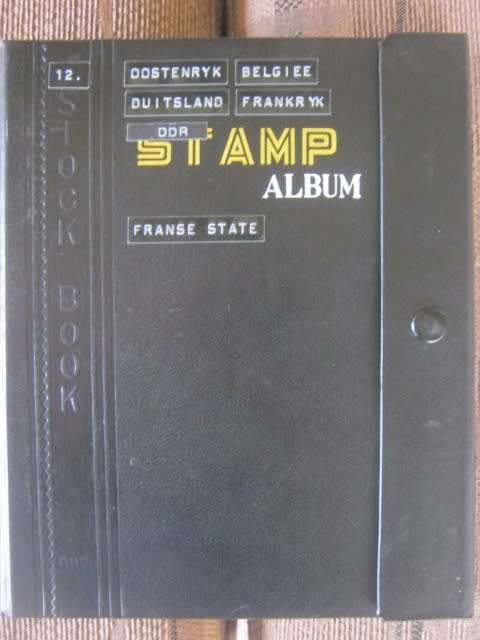 12.
OOSTENRYK BELGIEE
DUITSLAND FRANKRYK
DDR
STAMP
ALBUM
FRANSE STATE
STOCK BOOK